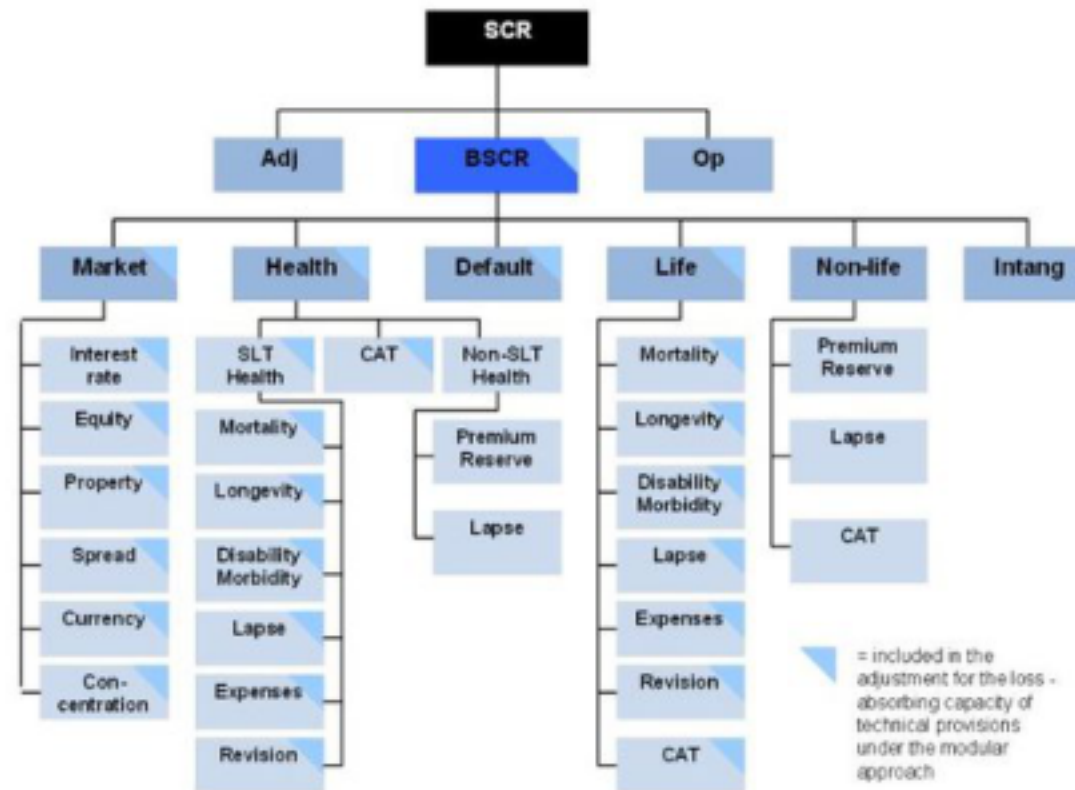 SCR
Adj
BSCR
Op
Market
Health
Default
Life
Non-life
Intang
Interest
rate
Equity
Property
Spread
Currency
Con-
centration
SLT
Health
CAT
Non-SLT
Health
Mortality
Longevity
Disability
Morbidity
Lapse
Expenses
Revision
Premium
Reserve
Lapse
Mortality
Longevity
Disability
Morbidity
Lapse
Expenses
Revision
CAT
Premium
Reserve
Lapse
CAT
= included in the
adjustment for the loss -
absorbing capacity of
technical provisions
under the modular
approach